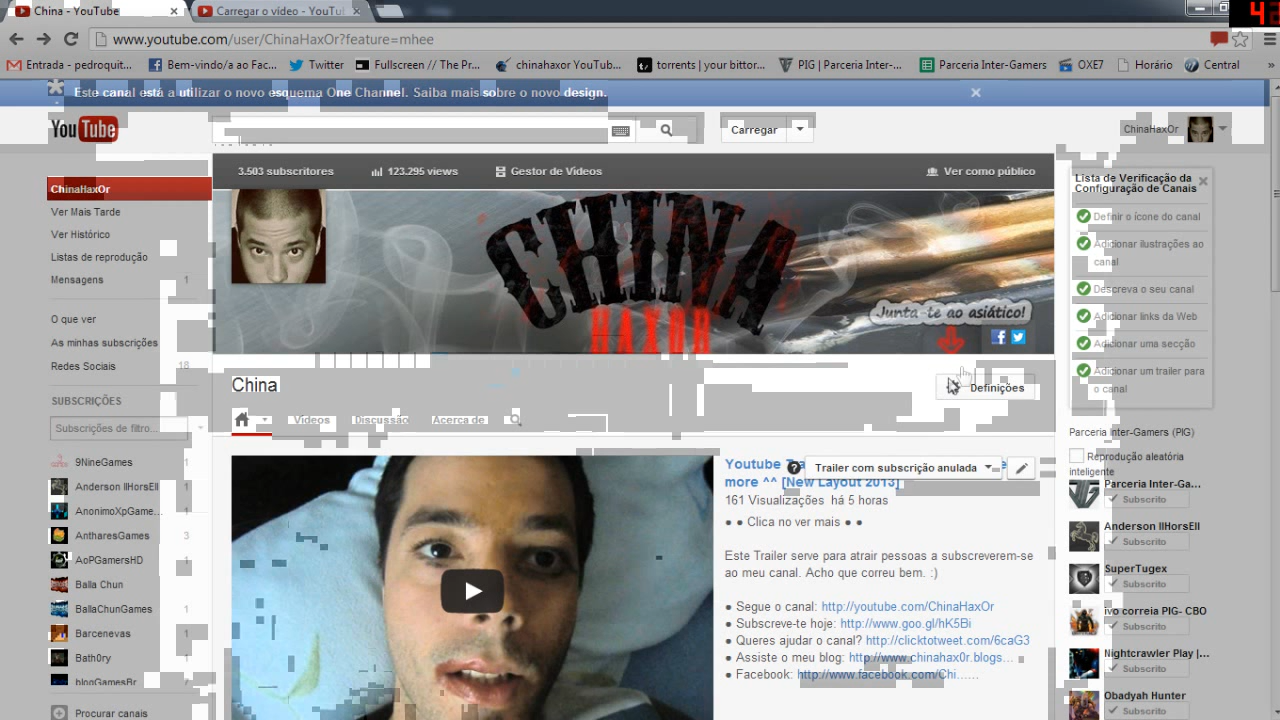 China - YouTube
Carregar o vídeo - YouTu
42
www.youtube.com/user/ChinaHaxOr?feature=mhee
Entrada - pedroquit...
Bem-vindo/a ao Fac...
Twitter
Fullscreen // The Pr...
chinahaxor YouTub...
torrents | your bittor...
PIG | Parceria Inter-...
Parceria Inter-Gamers
OXE7
Horário
Central
»
Este canal está a utilizar o novo esquema One Channel. Saiba mais sobre o novo design.
YouTube
Carregar
ChinaHaxOr
3.503 subscritores
123.295 views
Gestor de Vídeos
Ver como público
CHINA
HAXOR
Junta-te ao asiático!
ChinaHaxOr
Ver Mais Tarde
Ver Histórico
Listas de reprodução
Mensagens 1
O que ver
As minhas subscrições
Redes Sociais 18
SUBSCRIÇÕES
Subscrições de filtro...
9NineGames 1
Anderson IIHorsEll
AnonimoXpGame...
AntharesGames 3
AoPGamersHD
Balla Chun
BallaChunGames 1
Barcenevas 1
Bath0ry
blogGamesBr
Procurar canais
China
Definições
Vídeos
Discussão
Acerca de
Youtube
Trailer com subscrição anulada
more ^^ [New Layout 2013]
161 Visualizações há 5 horas
● ● Clica no ver mais ● ●
Este Trailer serve para atrair pessoas a subscreverem-se
ao meu canal. Acho que correu bem. :)
● Segue o canal: http://youtube.com/ChinaHaxOr
● Subscreve-te hoje: http://www.goo.gl/hK5Bi
● Queres ajudar o canal? http://clicktotweet.com/6caG3
● Assiste o meu blog: http://www.chinahax0r.blogs...
● Facebook: http://www.facebook.com/Chi......
Lista de Verificação da
Configuração de Canais
Definir o ícone do canal
Adicionar ilustrações ao
canal
Descreva o seu canal
Adicionar links da Web
Adicionar uma secção
Adicionar um trailer para
o canal
Parceria Inter-Gamers (PIG)
Reprodução aleatória
inteligente
Parceria Inter-Ga...
Subscrito
Anderson IIHorsEll
Subscrito
SuperTugex
Subscrito
Ivo correia PIG- CBO
Subscrito
Nightcrawler Play |...
Subscrito
Obadyah Hunter
Subscrito